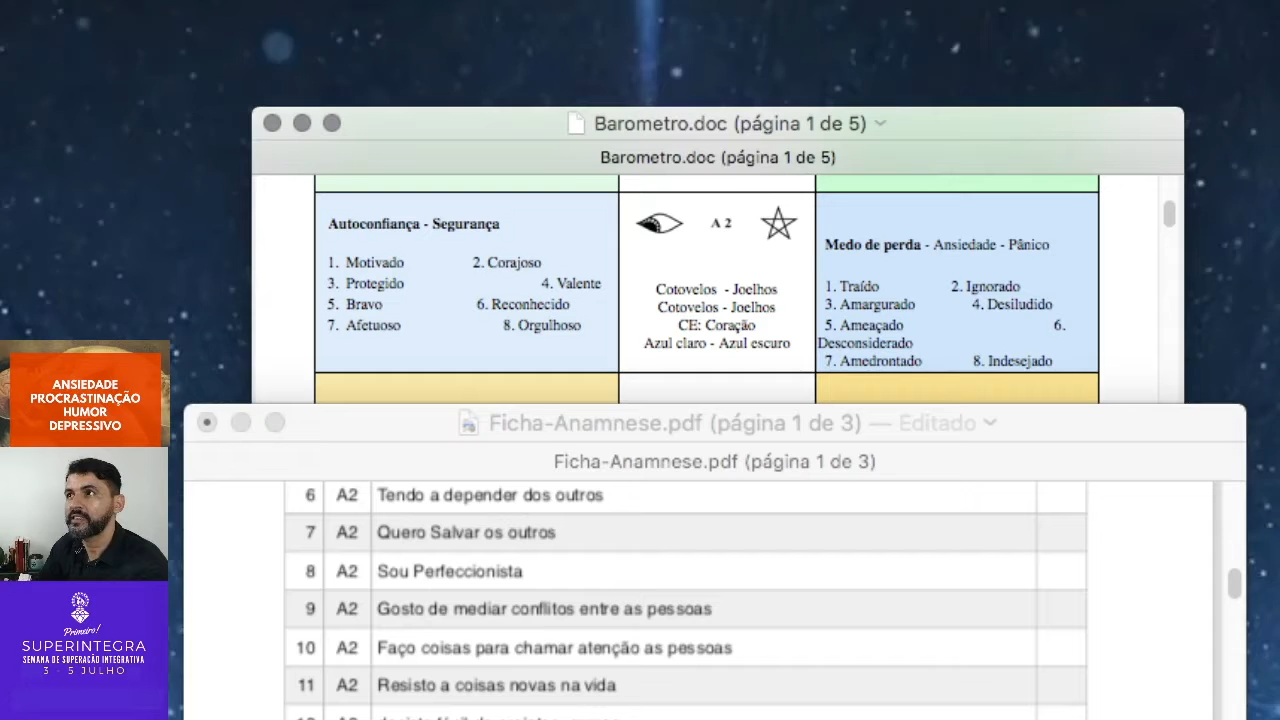 Barometro.doc (página 1 de 5)
Barometro.doc (página 1 de 5)
Autoconfiança - Segurança
1. Motivado 2. Corajoso
3. Protegido 4. Valente
5. Bravo 6. Reconhecido
7. Afetuoso 8. Orgulhoso
A 2
Cotovelos - Joelhos
Cotovelos - Joelhos
CE: Coração
Azul claro - Azul escuro
Medo de perda - Ansiedade - Pânico
1. Traído 2. Ignorado
3. Amargurado 4. Desiludido
5. Ameaçado 6.
Desconsiderado
7. Amedrontado 8. Indesejado
ANSIEDADE
PROCRASTINAÇÃO
HUMOR
DEPRESSIVO
Primeiro!
SUPERINTEGRA
SEMANA DE SUPERAÇÃO INTEGRATIVA
3 - 5 JULHO
Ficha-Anamnese.pdf (página 1 de 3) — Editado
Ficha-Anamnese.pdf (página 1 de 3)
6 A2 Tendo a depender dos outros
7 A2 Quero Salvar os outros
8 A2 Sou Perfeccionista
9 A2 Gosto de mediar conflitos entre as pessoas
10 A2 Faço coisas para chamar atenção as pessoas
11 A2 Resisto a coisas novas na vida